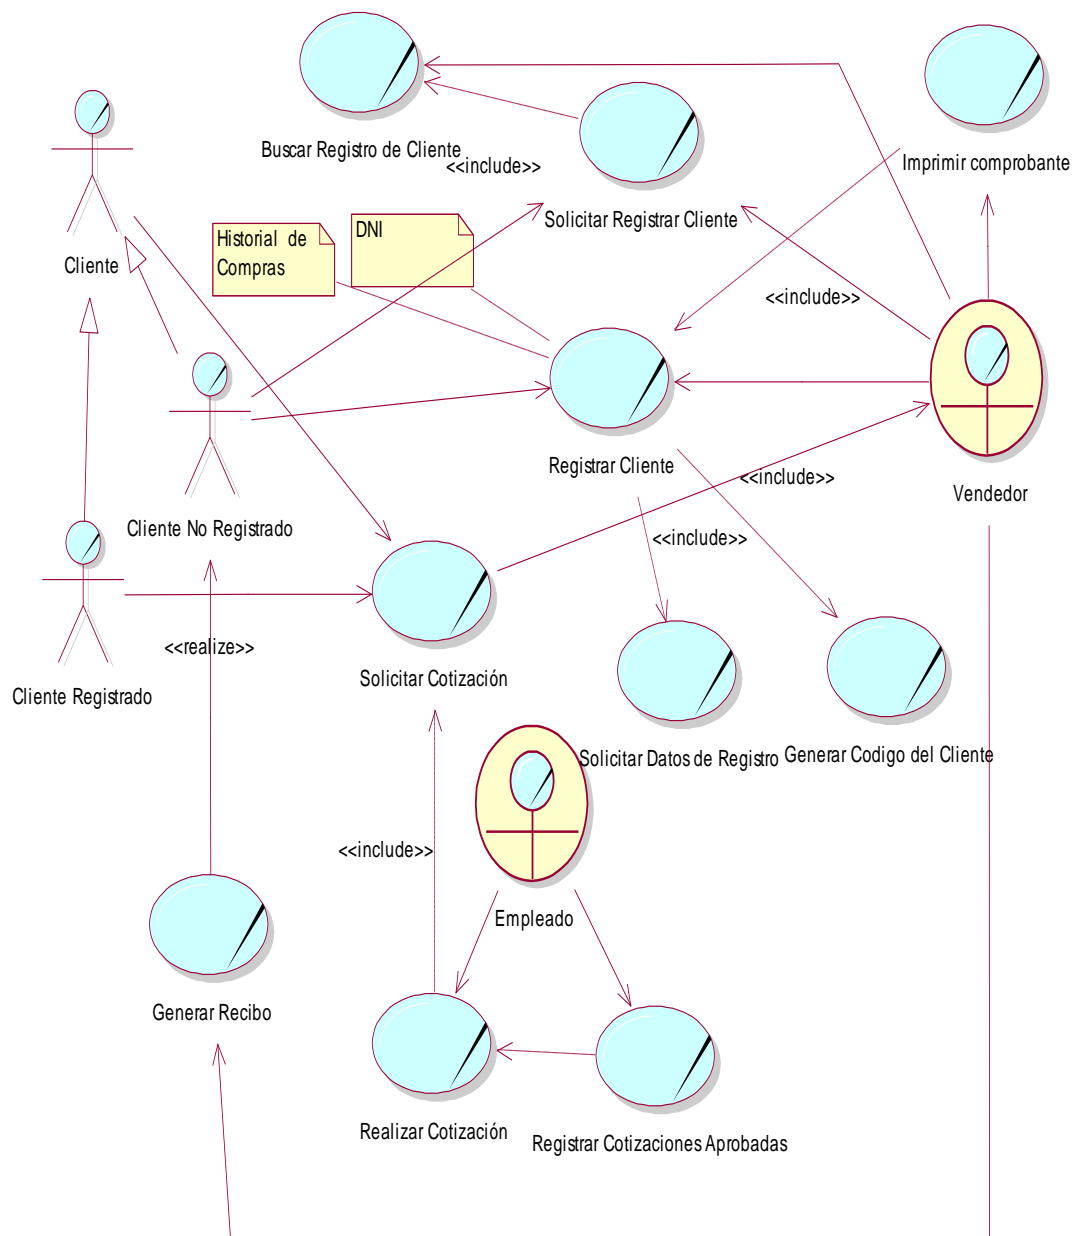 Buscar Registro de Cliente
<<include>>
Imprimir comprobante
Solicitar Registrar Cliente
Cliente
Historial de
Compras
DNI
<<include>>
Registrar Cliente
<<include>>
Vendedor
Cliente No Registrado
<<include>>
<<realize>>
Cliente Registrado
Solicitar Cotización
Solicitar Datos de Registro
Generar Codigo del Cliente
<<include>>
Empleado
Generar Recibo
Realizar Cotización
Registrar Cotizaciones Aprobadas